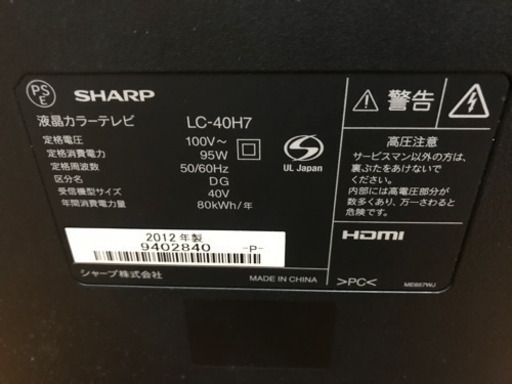 PS
E
SHARP
液晶カラーテレビ LC-40H7
定格電圧 100V～
定格消費電力 95W
定格周波数 50/60Hz
区分名 DG
受信機型サイズ 40V
年間消費電力量 80kWh/年
2012年製
9402840 -P-
シャープ株式会社
MADE IN CHINA
S
UL Japan
警告
高圧注意
サービスマン以外の方は、
裏ぶたをあけないで
ください。
内部には高電圧部分が
数多くあり、万一さわると
危険です。
HDMI
>PC<